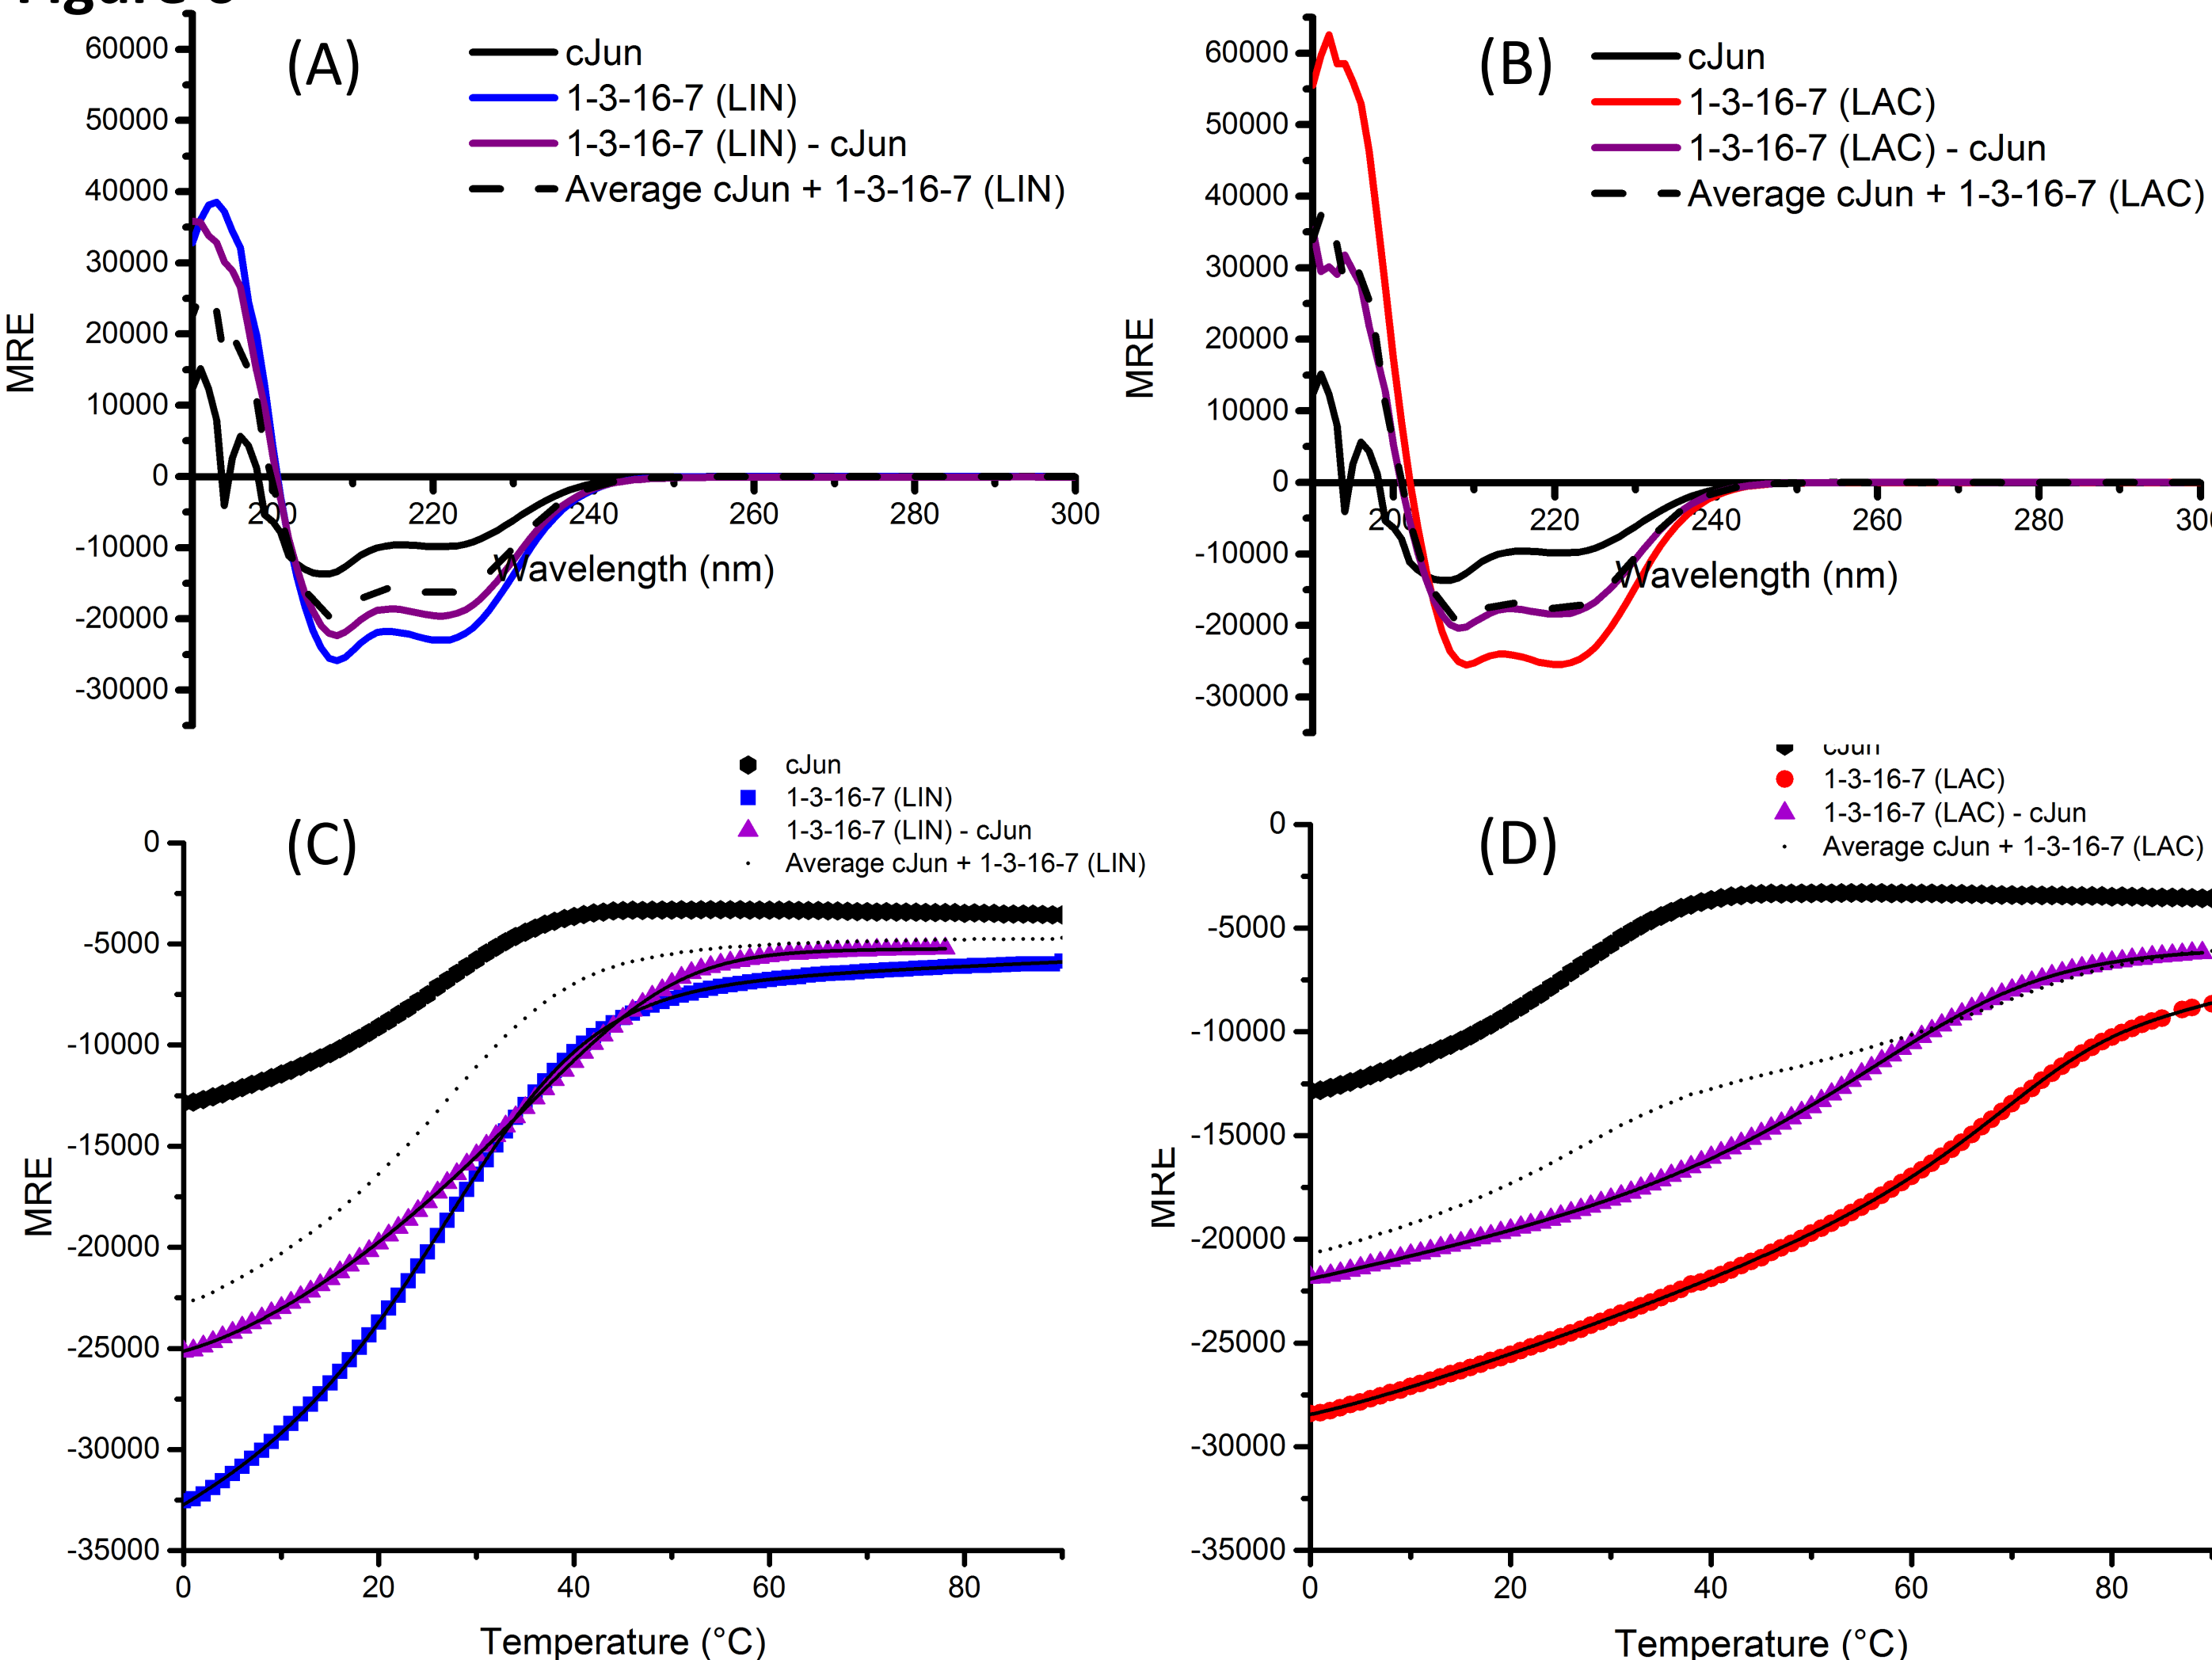 (A)
cJun
1-3-16-7 (LIN)
1-3-16-7 (LIN) - cJun
Average cJun + 1-3-16-7 (LIN)
60000
50000
40000
30000
20000
10000
0
-10000
-20000
-30000
MRE
200
220
240
260
280
300
Wavelength (nm)
(B)
cJun
1-3-16-7 (LAC)
1-3-16-7 (LAC) - cJun
Average cJun + 1-3-16-7 (LAC)
60000
50000
40000
30000
20000
10000
0
-10000
-20000
-30000
MRE
200
220
240
260
280
300
Wavelength (nm)
(C)
cJun
1-3-16-7 (LIN)
1-3-16-7 (LIN) - cJun
Average cJun + 1-3-16-7 (LIN)
0
-5000
-10000
-15000
-20000
-25000
-30000
-35000
MRE
0
20
40
60
80
Temperature (°C)
(D)
cJun
1-3-16-7 (LAC)
1-3-16-7 (LAC) - cJun
Average cJun + 1-3-16-7 (LAC)
0
-5000
-10000
-15000
-20000
-25000
-30000
-35000
MRE
0
20
40
60
80
Temperature (°C)